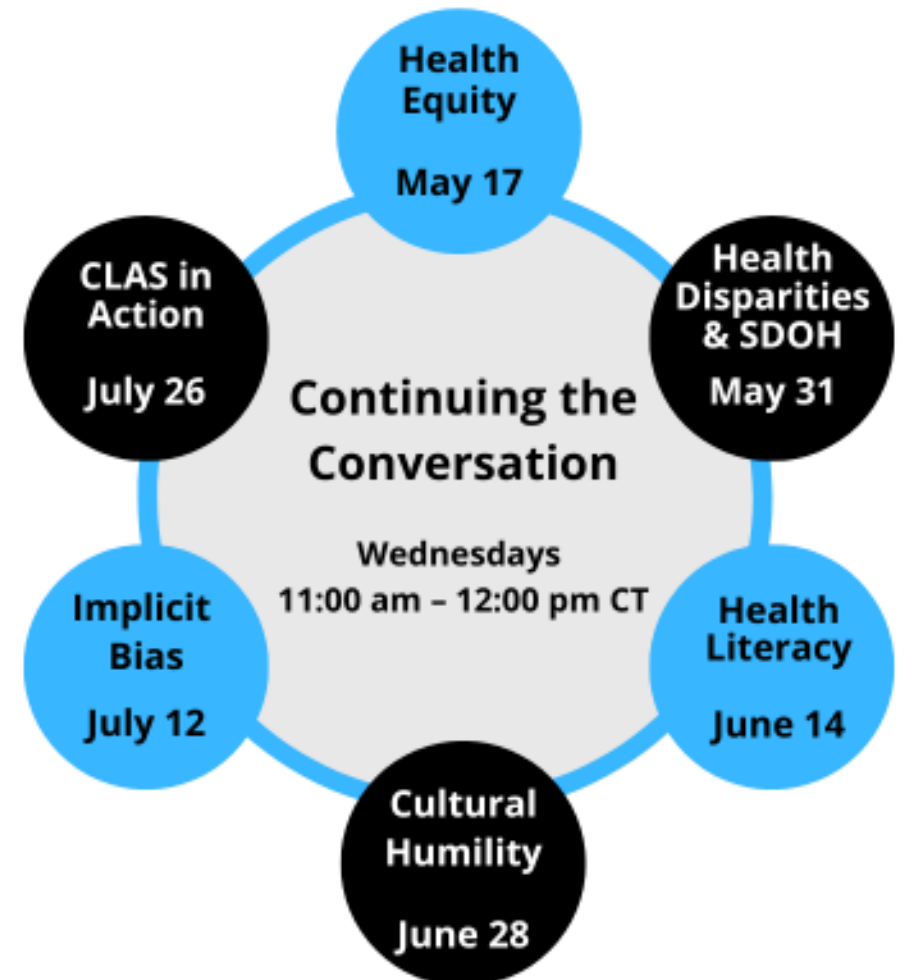 Health
Equity
May 17
Health
Disparities
& SDOH
May 31
Health
Literacy
June 14
Cultural
Humility
June 28
Implicit
Bias
July 12
CLAS in
Action
July 26
Continuing the
Conversation
Wednesdays
11:00 am – 12:00 pm CT